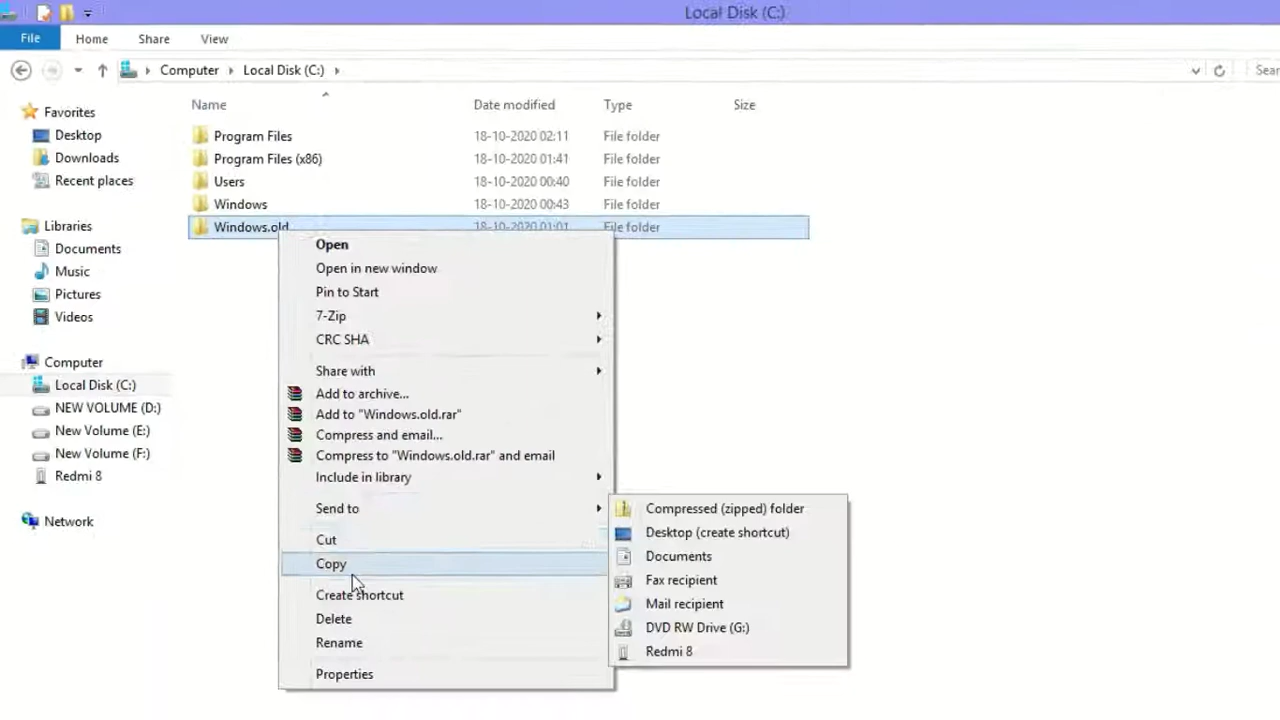 Local Disk (C:)
File Home Share View
Computer Local Disk (C:) Sear
Name Date modified Type Size
Favorites
Desktop
Downloads
Recent places
Libraries
Documents
Music
Pictures
Videos
Computer
Local Disk (C:)
NEW VOLUME (D:)
New Volume (E:)
New Volume (F:)
Redmi 8
Network
Program Files 18-10-2020 02:11 File folder
Program Files (x86) 18-10-2020 01:41 File folder
Users 18-10-2020 00:40 File folder
Windows 18-10-2020 00:43 File folder
Windows.old 18-10-2020 01:01 File folder
Open
Open in new window
Pin to Start
7-Zip
CRC SHA
Share with
Add to archive...
Add to "Windows.old.rar"
Compress and email...
Compress to "Windows.old.rar" and email
Include in library
Send to
Cut
Copy
Create shortcut
Delete
Rename
Properties
Compressed (zipped) folder
Desktop (create shortcut)
Documents
Fax recipient
Mail recipient
DVD RW Drive (G:)
Redmi 8